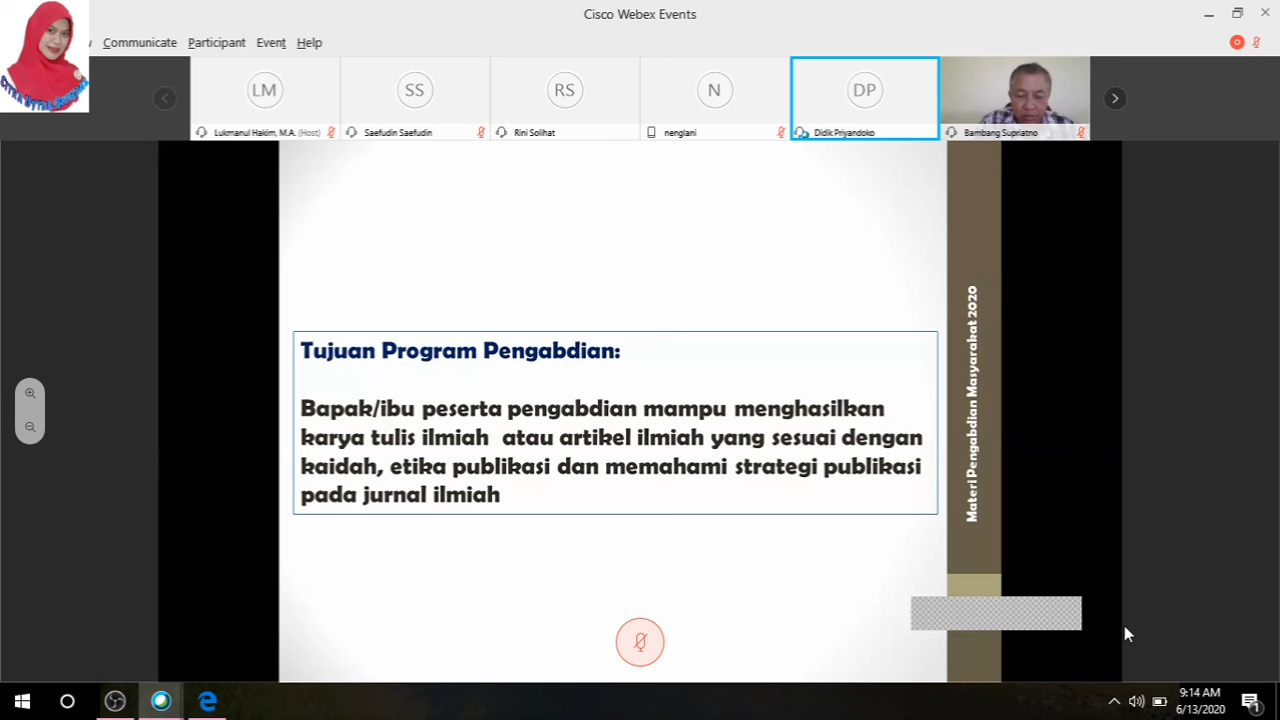 Cisco Webex Events
Communicate Participant Event Help
LM SS RS N DP
Lukmanul Hakim, M.A. (Host) Saefudin Saefudin Rini Solihat nenglani Didik Priyandoko Bambang Supriatno
Tujuan Program Pengabdian:
Bapak/ibu peserta pengabdian mampu menghasilkan
karya tulis ilmiah atau artikel ilmiah yang sesuai dengan
kaidah, etika publikasi dan memahami strategi publikasi
pada jurnal ilmiah
Materi Pengabdian Masyarakat 2020
9:14 AM
6/13/2020
1